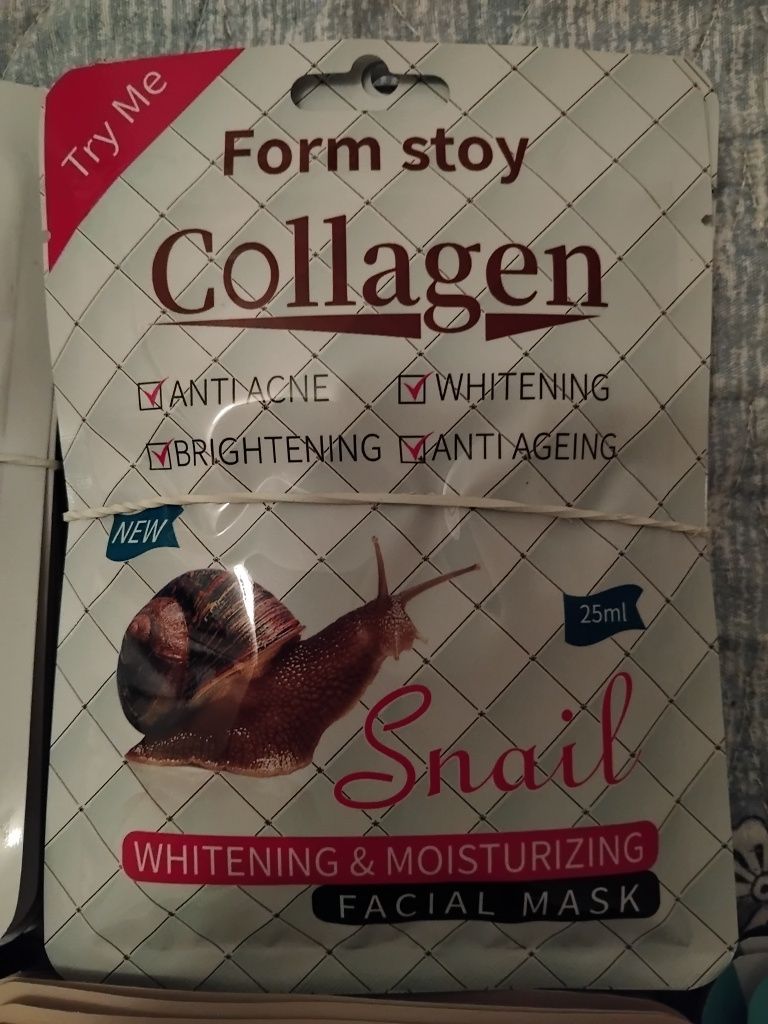 Try Me
Form stoy
Collagen
ANTI ACNE
WHITENING
BRIGHTENING
ANTI AGEING
NEW
25ml
Snail
WHITENING & MOISTURIZING
FACIAL MASK